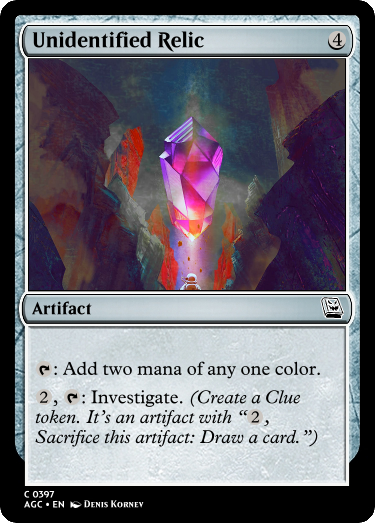 Unidentified Relic 4
Artifact
: Add two mana of any one color.
2, : Investigate. (Create a Clue
token. It's an artifact with “2,
Sacrifice this artifact: Draw a card.”)
C 0397
AGC • EN Denis Kornev